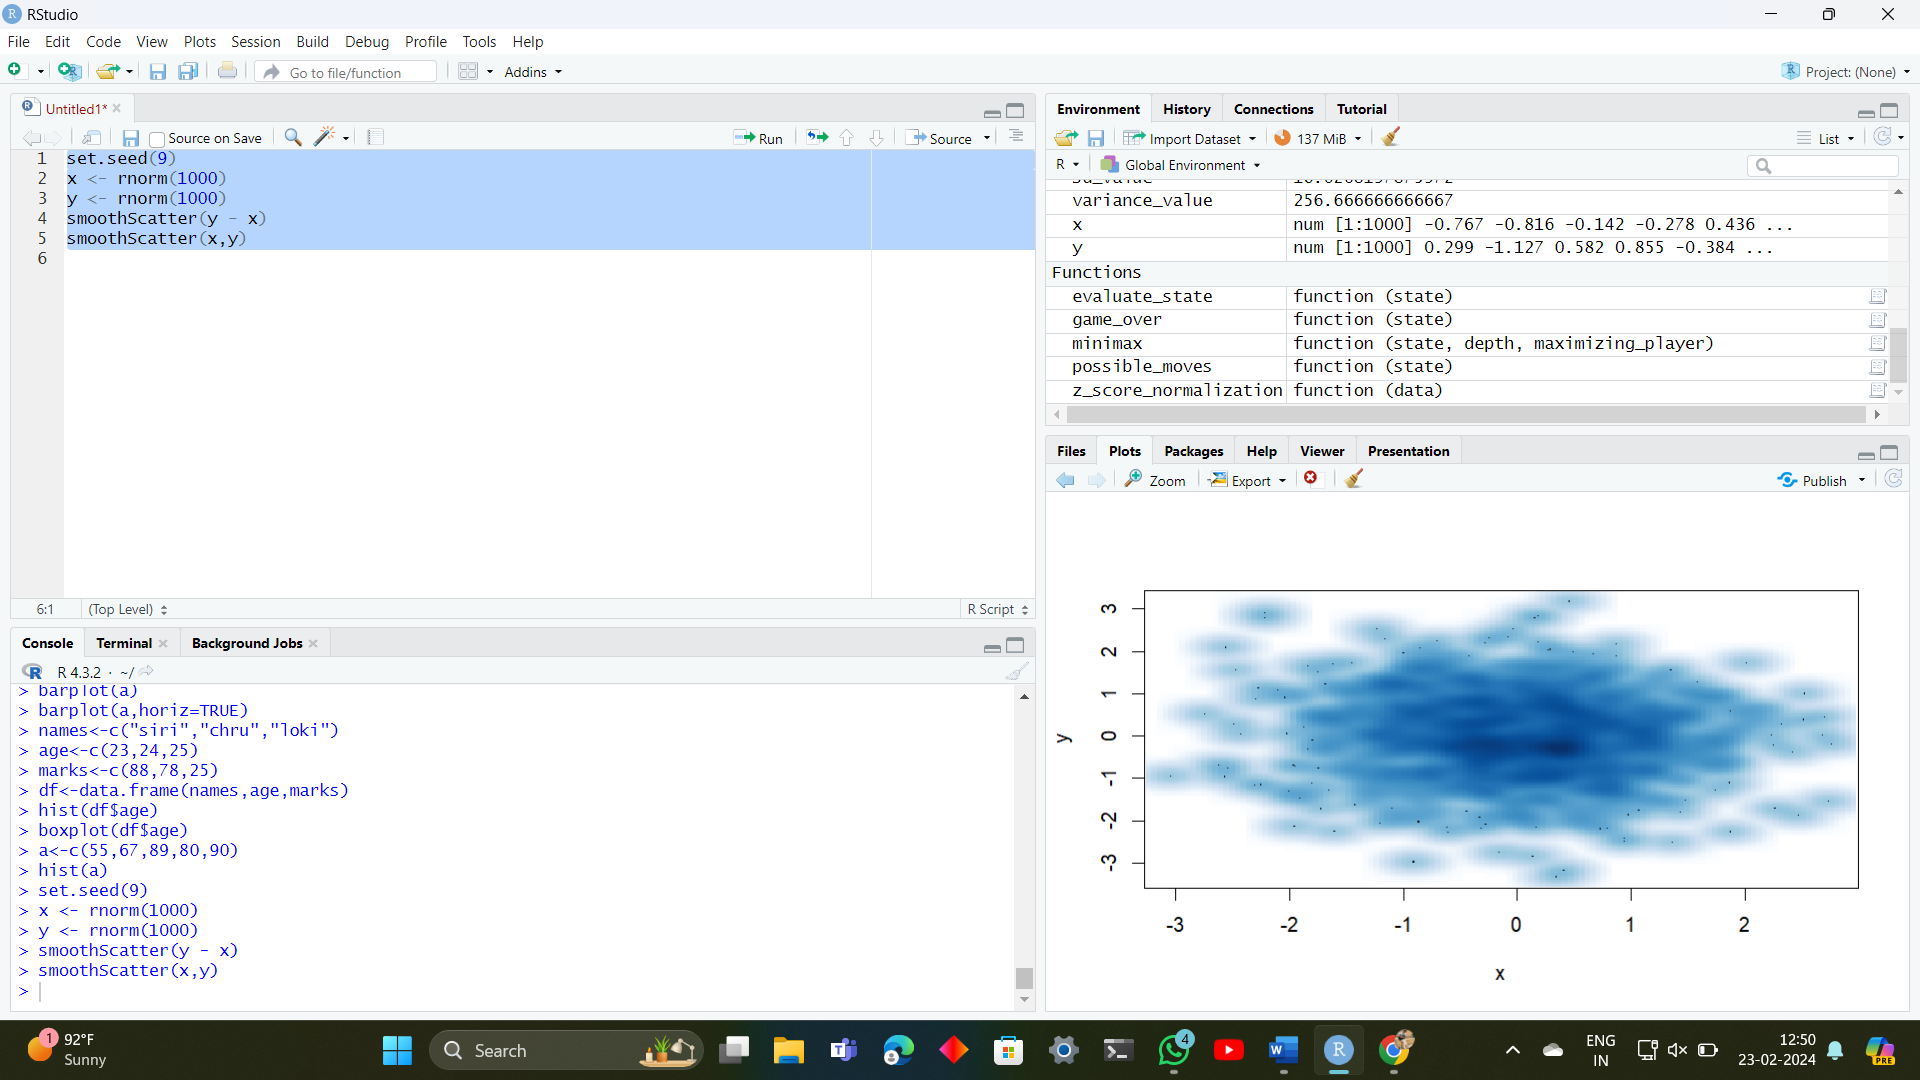 RStudio
File Edit Code View Plots Session Build Debug Profile Tools Help
Go to file/function Addins Project: (None)
Untitled1*
Source on Save Run Source
1 set.seed(9)
2 x <- rnorm(1000)
3 y <- rnorm(1000)
4 smoothScatter(y - x)
5 smoothScatter(x,y)
6
6:1 (Top Level) R Script
Console Terminal Background Jobs
R 4.3.2 · ~/
> barplot(a)
> barplot(a,horiz=TRUE)
> names<-c("siri","chru","loki")
> age<-c(23,24,25)
> marks<-c(88,78,25)
> df<-data.frame(names,age,marks)
> hist(df$age)
> boxplot(df$age)
> a<-c(55,67,89,80,90)
> hist(a)
> set.seed(9)
> x <- rnorm(1000)
> y <- rnorm(1000)
> smoothScatter(y - x)
> smoothScatter(x,y)
>
Environment History Connections Tutorial
Import Dataset 137 MiB List
R Global Environment
variance_value 256.666666666667
x num [1:1000] -0.767 -0.816 -0.142 -0.278 0.436 ...
y num [1:1000] 0.299 -1.127 0.582 0.855 -0.384 ...
Functions
evaluate_state function (state)
game_over function (state)
minimax function (state, depth, maximizing_player)
possible_moves function (state)
z_score_normalization function (data)
Files Plots Packages Help Viewer Presentation
Zoom Export Publish
3
2
1
0
-1
-2
-3
y
-3 -2 -1 0 1 2
x
1 92°F
Sunny
Search
4
ENG
IN
12:50
23-02-2024
PRE